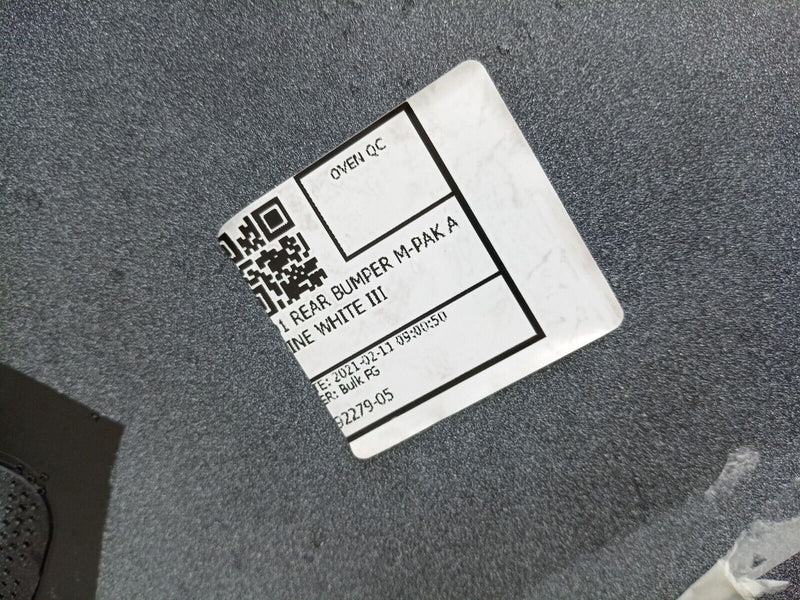 OVEN QC
1 REAR BUMPER M-PAK A
INE WHITE III
TE: 2021-02-11 09:00:50
ER: Bulk FG
92279-05